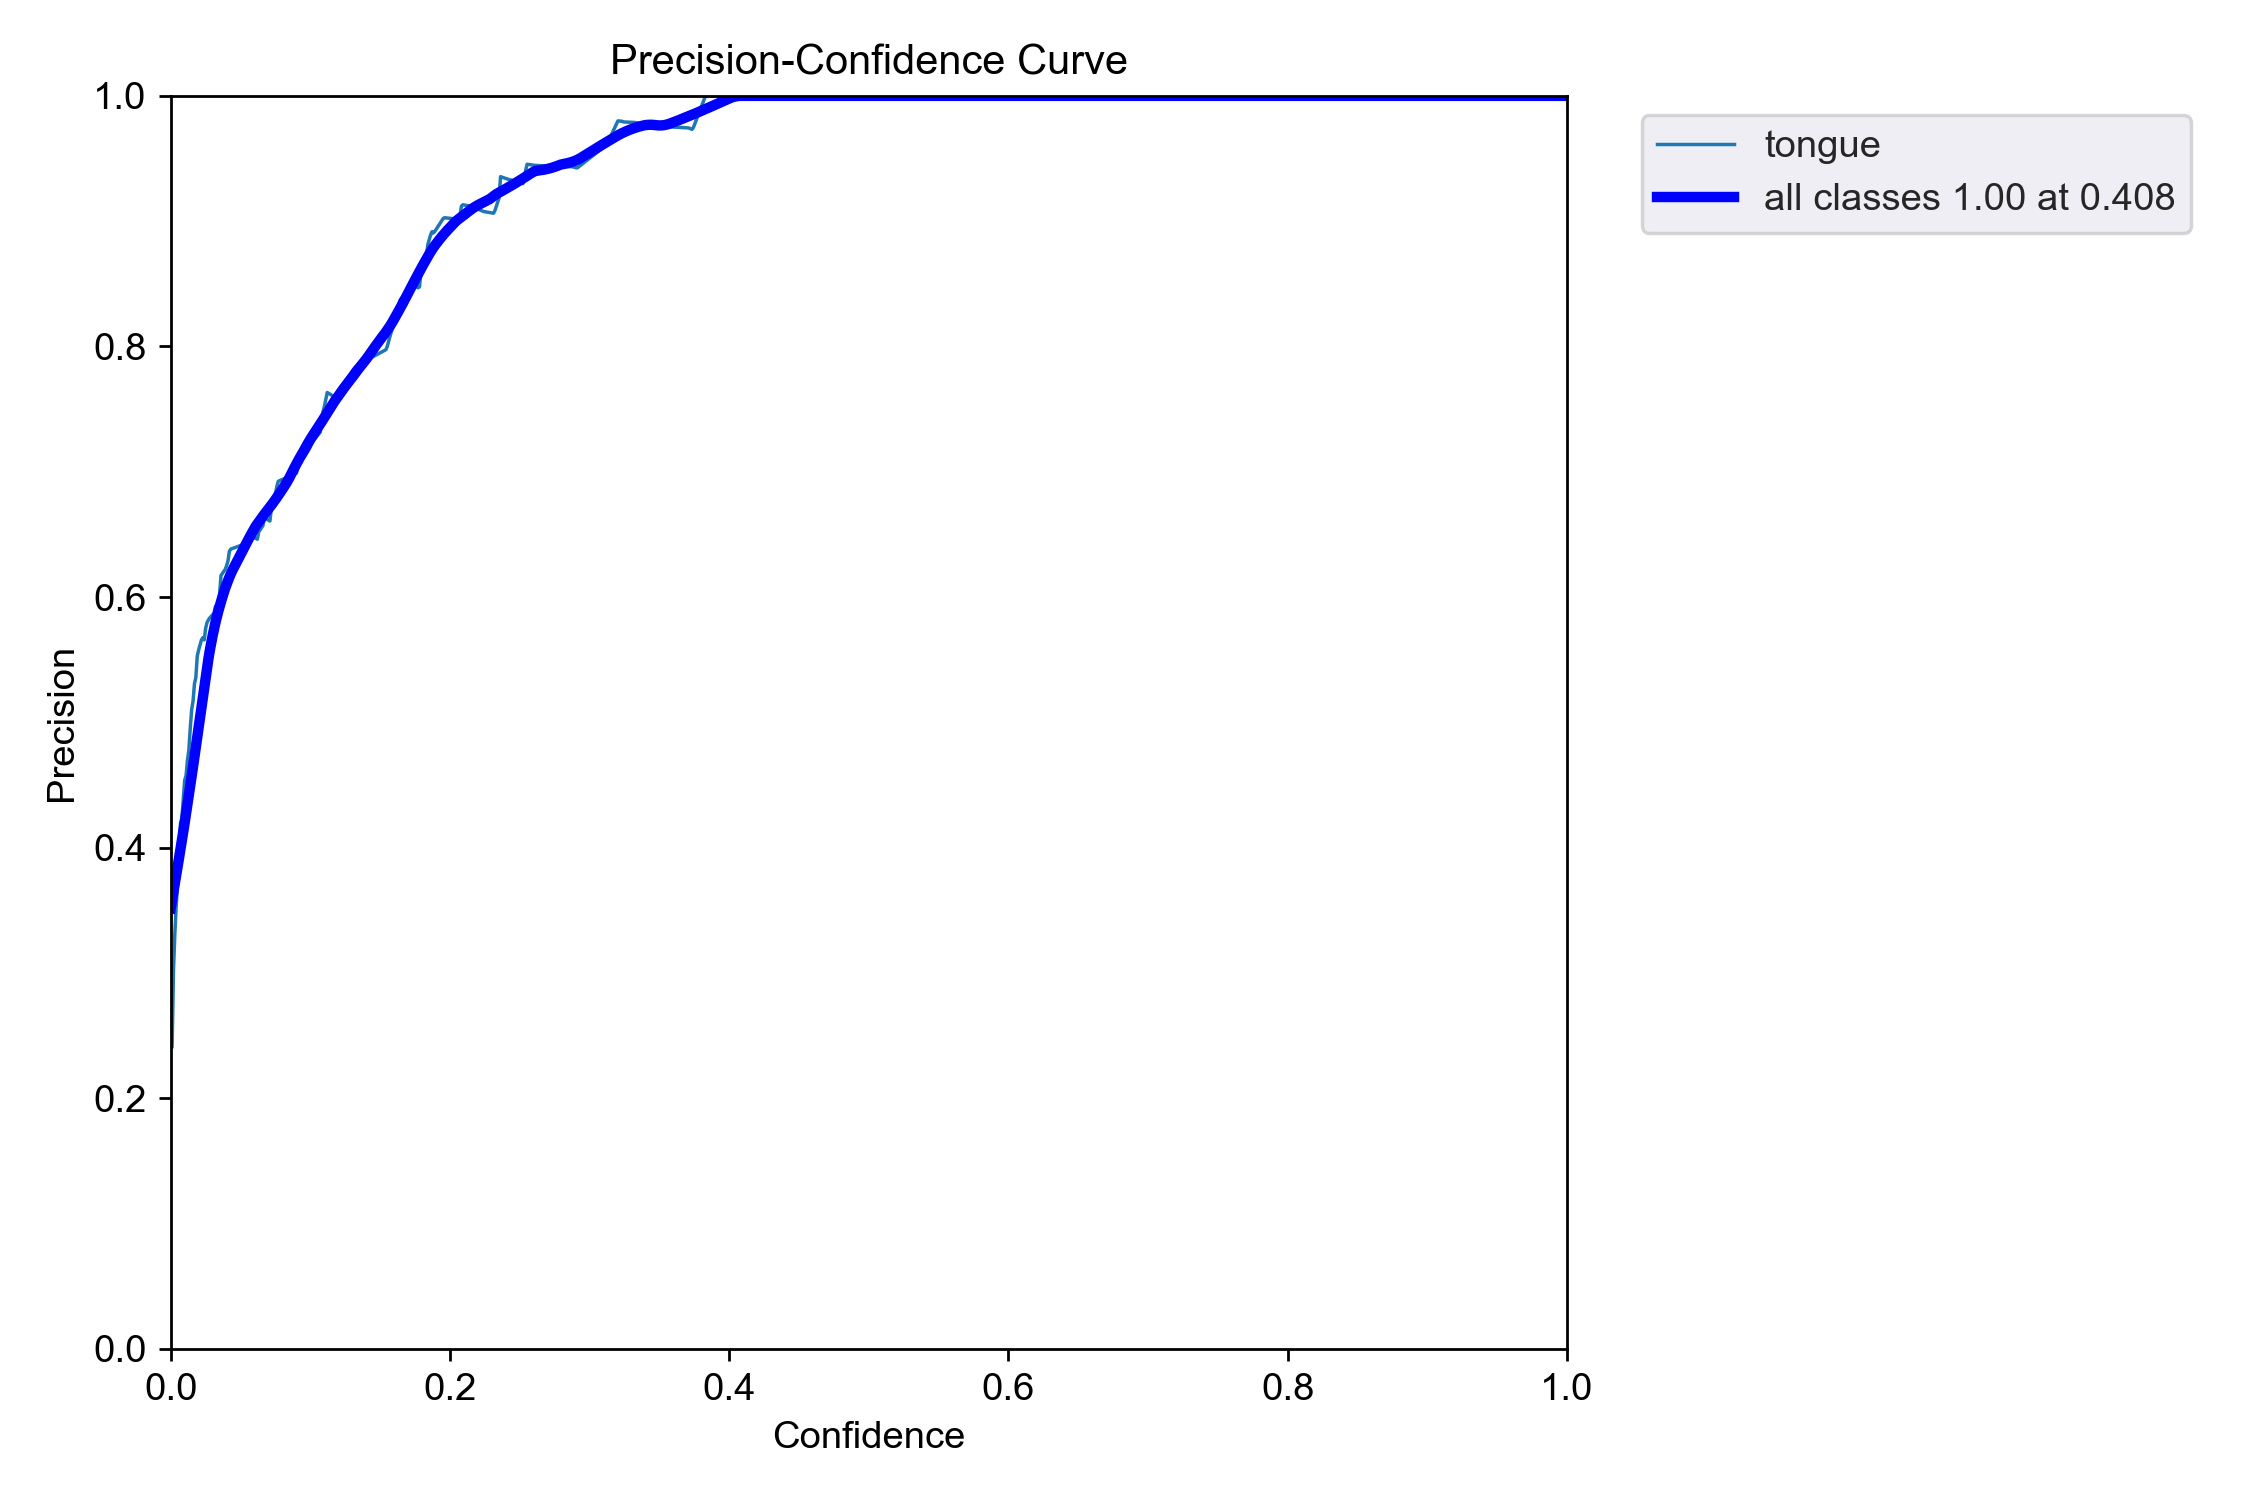 Precision-Confidence Curve
1.0
0.8
0.6
0.4
0.2
0.0
Precision
0.0 0.2 0.4 0.6 0.8 1.0
Confidence
tongue
all classes 1.00 at 0.408